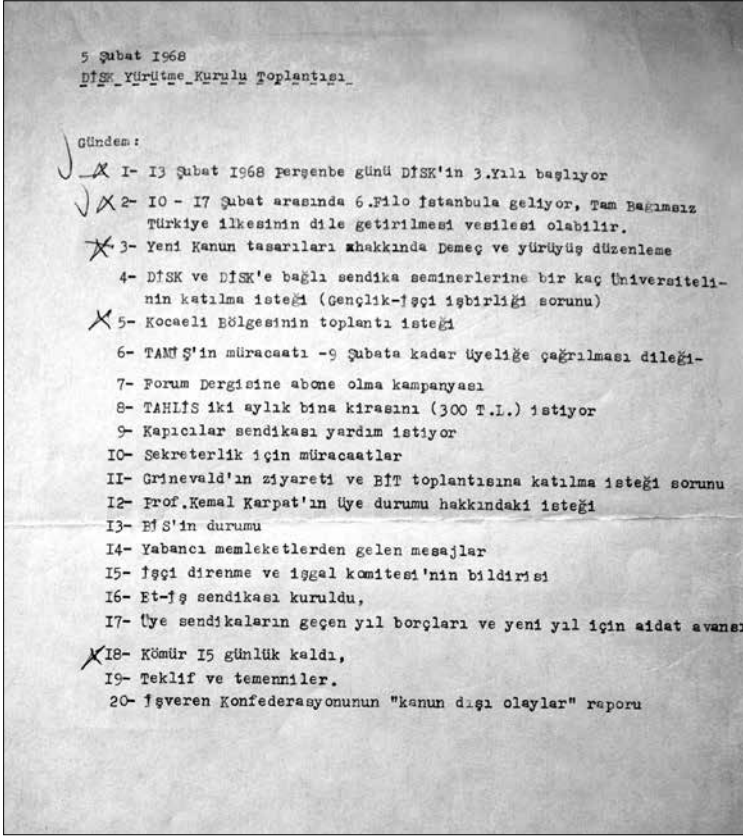 5 Şubat I968
DİSK Yürütme Kurulu Toplantısı
Gündem :
I- I3 Şubat I968 Perşenbe günü DİSK'in 3.Yılı başlıyor
2- I0 - I7 Şubat arasında 6.Filo İstanbula geliyor, Tam Bağımsız
Türkiye ilkesinin dile getirilmesi vesilesi olabilir.
3- Yeni Kanun tasarıları hakkında Demeç ve yürüyüş düzenleme
4- DİSK ve DİSK'e bağlı sendika seminerlerine bir kaç Üniversiteli-
nin katılma isteği (Gençlik-İşçi işbirliği sorunu)
5- Kocaeli Bölgesinin toplantı isteği
6- TAMİŞ'in müracaatı -9 Şubata kadar üyeliğe çağrılması dileği-
7- Forum Dergisine abone olma kampanyası
8- TAHLİS iki aylık bina kirasını (300 T.L.) istiyor
9- Kapıcılar sendikası yardım istiyor
I0- Sekreterlik için müracaatlar
II- Grinevald'ın ziyareti ve BİT toplantısına katılma isteği sorunu
I2- Prof.Kemal Karpat'ın Üye durumu hakkındaki isteği
I3- 'in durumu
I4- Yabancı memleketlerden gelen mesajlar
I5- İşçi direnme ve işgal komitesi'nin bildirisi
I6- Et-İş sendikası kuruldu,
I7- Üye sendikaların geçen yıl borçları ve yeni yıl için aidat avansı
I8- Kömür I5 günlük kaldı,
I9- Teklif ve temenniler.
20- İşveren Konfederasyonunun "kanun dışı olaylar" raporu